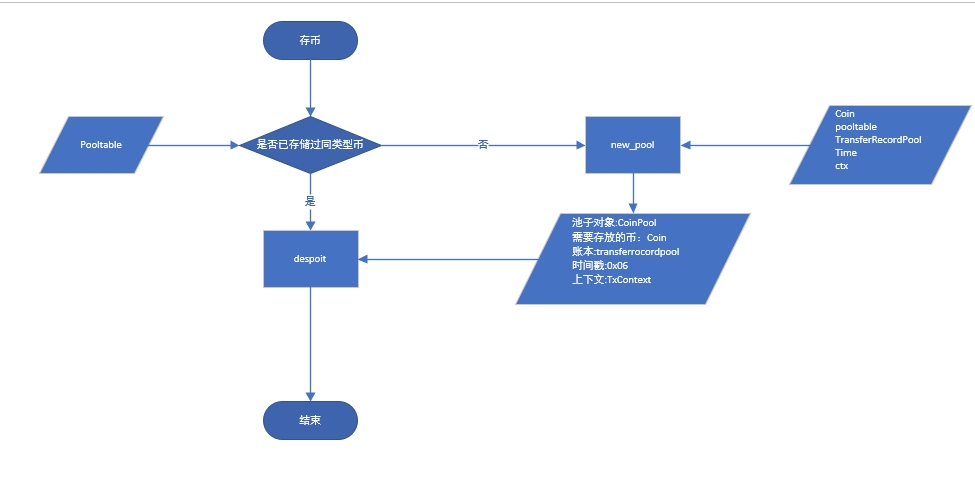 存币
Pooltable
是否已存储过同类型币
否
new_pool
Coin
pooltable
TransferRecordPool
Time
ctx
是
despoit
池子对象:CoinPool
需要存放的币：Coin
账本:transferrocordpool
时间戳:0x06
上下文:TxContext
结束